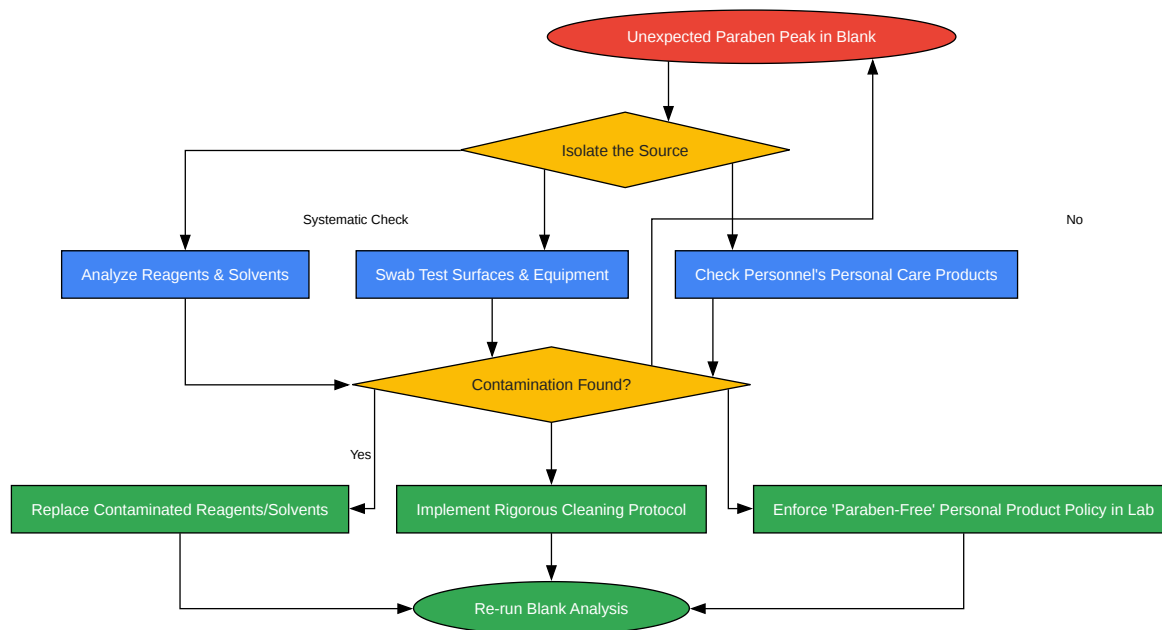 Unexpected Paraben Peak in Blank
Isolate the Source
Systematic Check
No
Analyze Reagents & Solvents
Swab Test Surfaces & Equipment
Check Personnel's Personal Care Products
Contamination Found?
Yes
Replace Contaminated Reagents/Solvents
Implement Rigorous Cleaning Protocol
Enforce 'Paraben-Free' Personal Product Policy in Lab
Re-run Blank Analysis